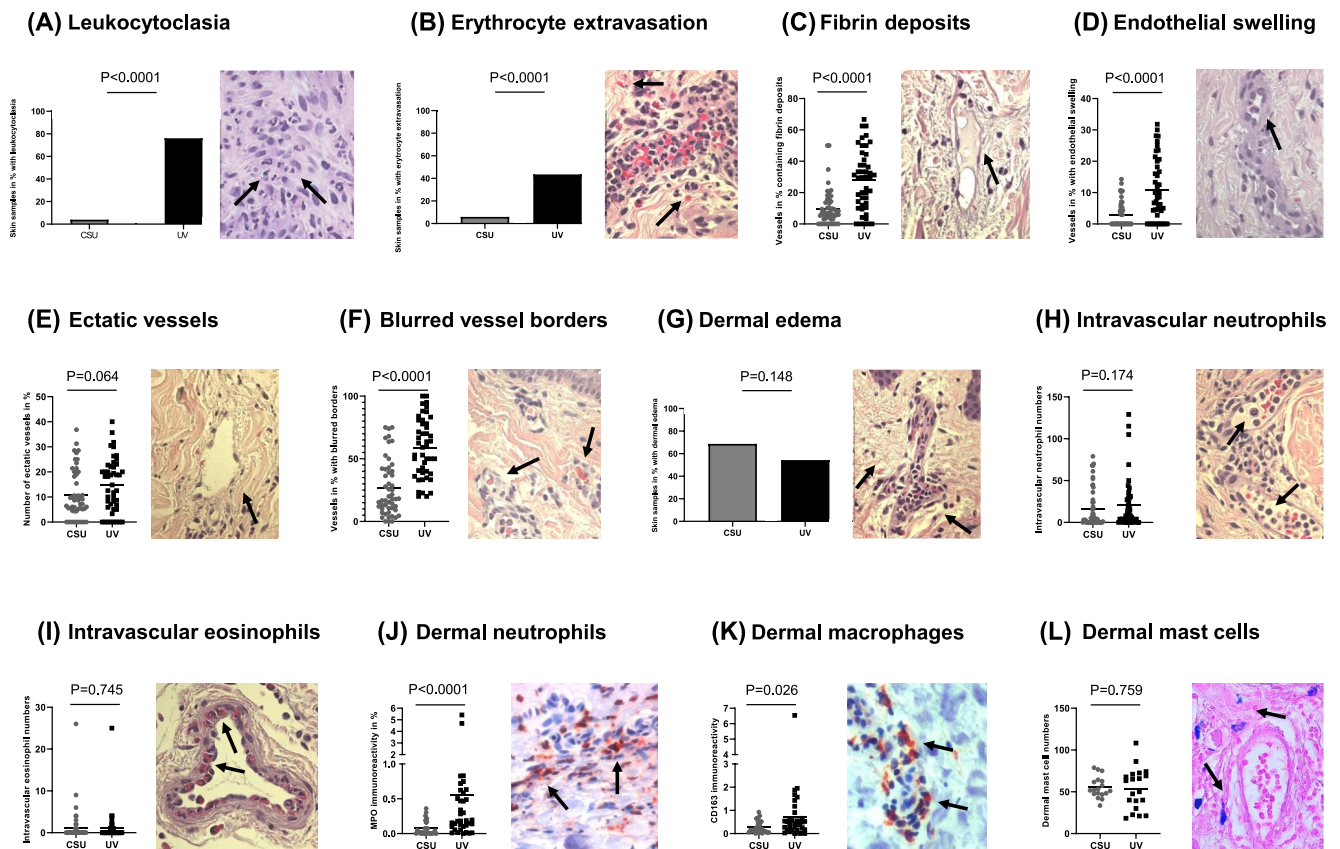 (A) Leukocytoclasia
P<0.0001
Skin samples in % with leukocytoclasia
100
80
60
40
20
0
CSU
UV
(B) Erythrocyte extravasation
P<0.0001
Skin samples in % with erytrocyte extravasation
100
80
60
40
20
0
CSU
UV
(C) Fibrin deposits
P<0.0001
Vessels in % containing fibrin deposits
80
60
40
20
0
CSU
UV
(D) Endothelial swelling
P<0.0001
Vessels in % with endothelial swelling
40
30
20
10
0
CSU
UV
(E) Ectatic vessels
P=0.064
Number of ectatic vessels in %
50
40
30
20
10
0
CSU
UV
(F) Blurred vessel borders
P<0.0001
Vessels in % with blurred borders
100
50
0
CSU
UV
(G) Dermal edema
P=0.148
Skin samples in % with dermal edema
100
80
60
40
20
0
CSU
UV
(H) Intravascular neutrophils
P=0.174
Intravascular neutrophil numbers
150
100
50
0
CSU
UV
(I) Intravascular eosinophils
P=0.745
Intravascular eosinophil numbers
30
20
10
0
CSU
UV
(J) Dermal neutrophils
P<0.0001
MPO immunoreactivity in %
6
5
4
3
2
1.0
0.5
0.0
CSU
UV
(K) Dermal macrophages
P=0.026
CD163 immunoreactivity
7
6
5
4
3
2
1
0
CSU
UV
(L) Dermal mast cells
P=0.759
Dermal mast cell numbers
150
100
50
0
CSU
UV